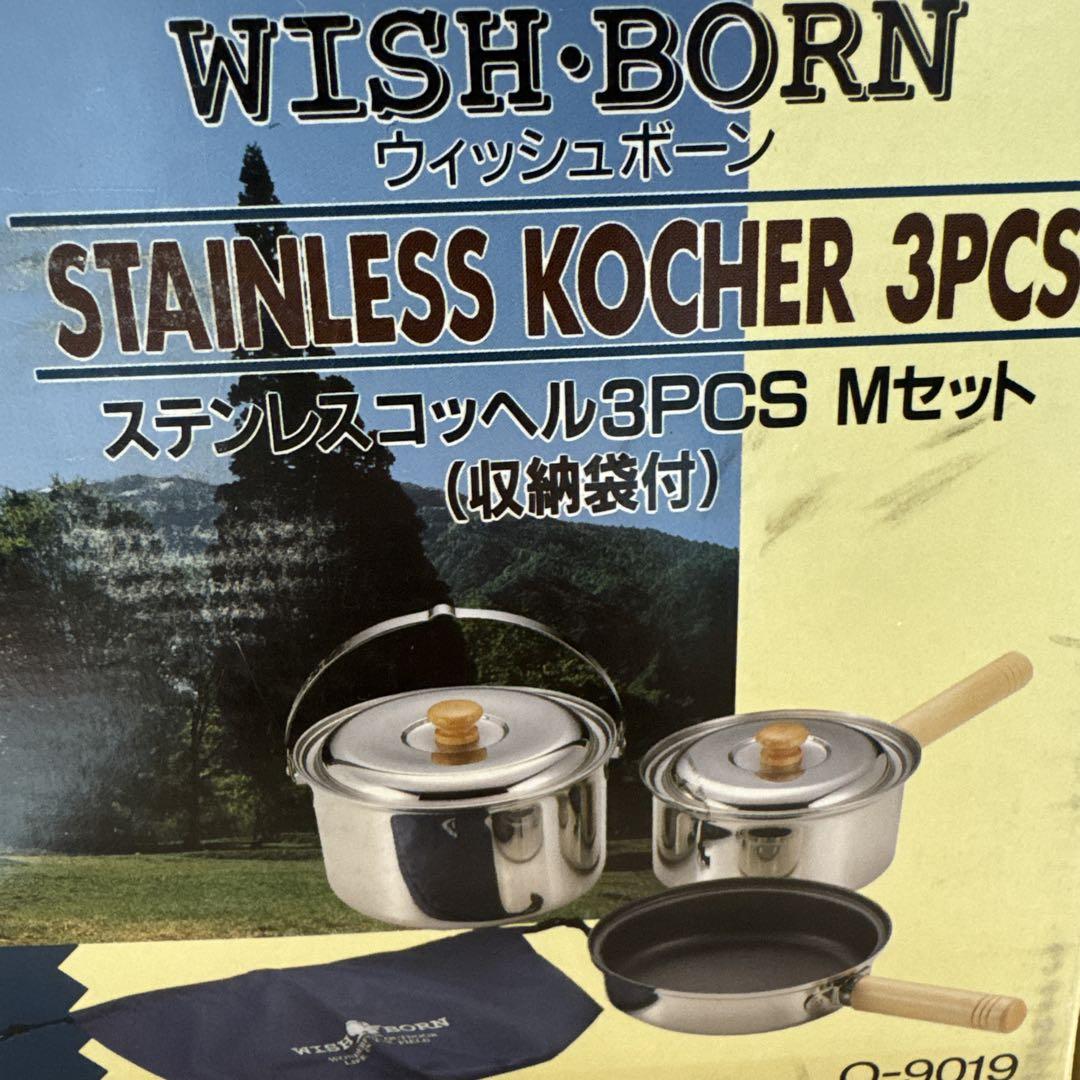 WISH·BORN
ウィッシュボーン
STAINLESS KOCHER 3PCS
ステンレスコッヘル3PCS Mセット
(収納袋付)
WISH BORN
FIELD
Q-9019